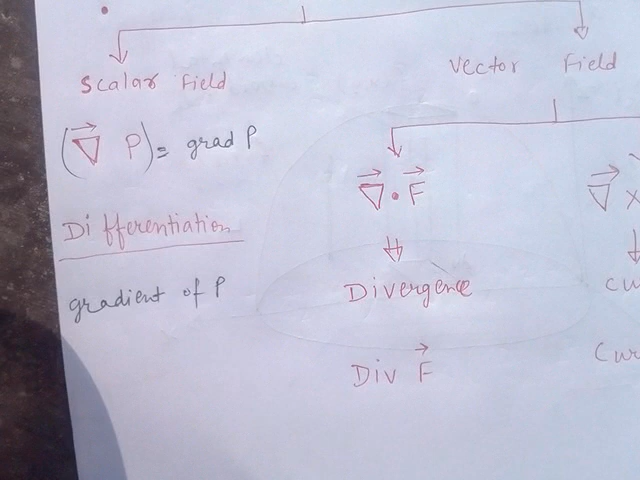 Scalar Field
Vector Field
(∇⃗ P) = grad P
∇⃗ · F⃗
∇⃗ ×
Differentiation
gradient of P
Divergence
Div F⃗